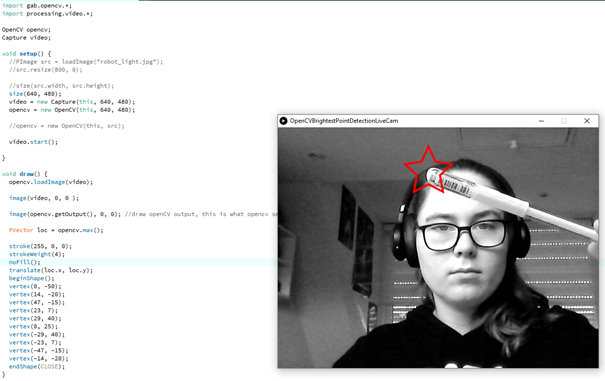 import gab.opencv.*;
import processing.video.*;
OpenCV opencv;
Capture video;
void setup() {
//PImage src = loadImage("robot_light.jpg");
//src.resize(800, 0);
//size(src.width, src.height);
size(640, 480);
video = new Capture(this, 640, 480);
opencv = new OpenCV(this, 640, 480);
//opencv = new OpenCV(this, src);
video.start();
}
void draw() {
opencv.loadImage(video);
image(video, 0, 0 );
image(opencv.getOutput(), 0, 0); //draw openCV output, this is what opencv se
PVector loc = opencv.max();
stroke(255, 0, 0);
strokeWeight(4);
noFill();
translate(loc.x, loc.y);
beginShape();
vertex(0, -50);
vertex(14, -20);
vertex(47, -15);
vertex(23, 7);
vertex(29, 40);
vertex(0, 25);
vertex(-29, 40);
vertex(-23, 7);
vertex(-47, -15);
vertex(-14, -20);
endShape(CLOSE);
}
OpenCVBrightestPointDetectionLiveCam